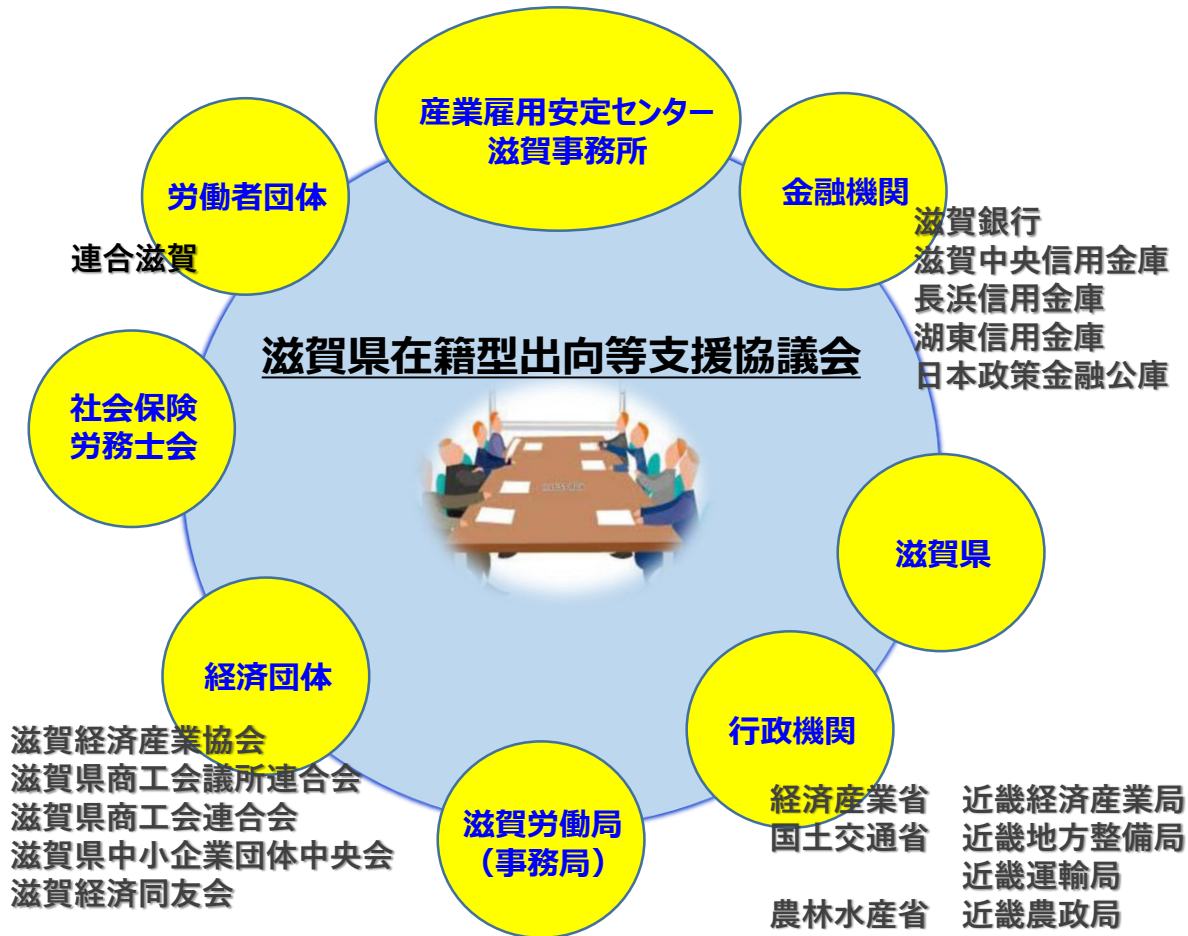 産業雇用安定センター
滋賀事務所
労働者団体
連合滋賀
金融機関
滋賀銀行
滋賀中央信用金庫
長浜信用金庫
湖東信用金庫
日本政策金融公庫
滋賀県在籍型出向等支援協議会
社会保険
労務士会
滋賀県
経済団体
滋賀経済産業協会
滋賀県商工会議所連合会
滋賀県商工会連合会
滋賀県中小企業団体中央会
滋賀経済同友会
滋賀労働局
（事務局）
行政機関
経済産業省　近畿経済産業局
国土交通省　近畿地方整備局
近畿運輸局
農林水産省　近畿農政局